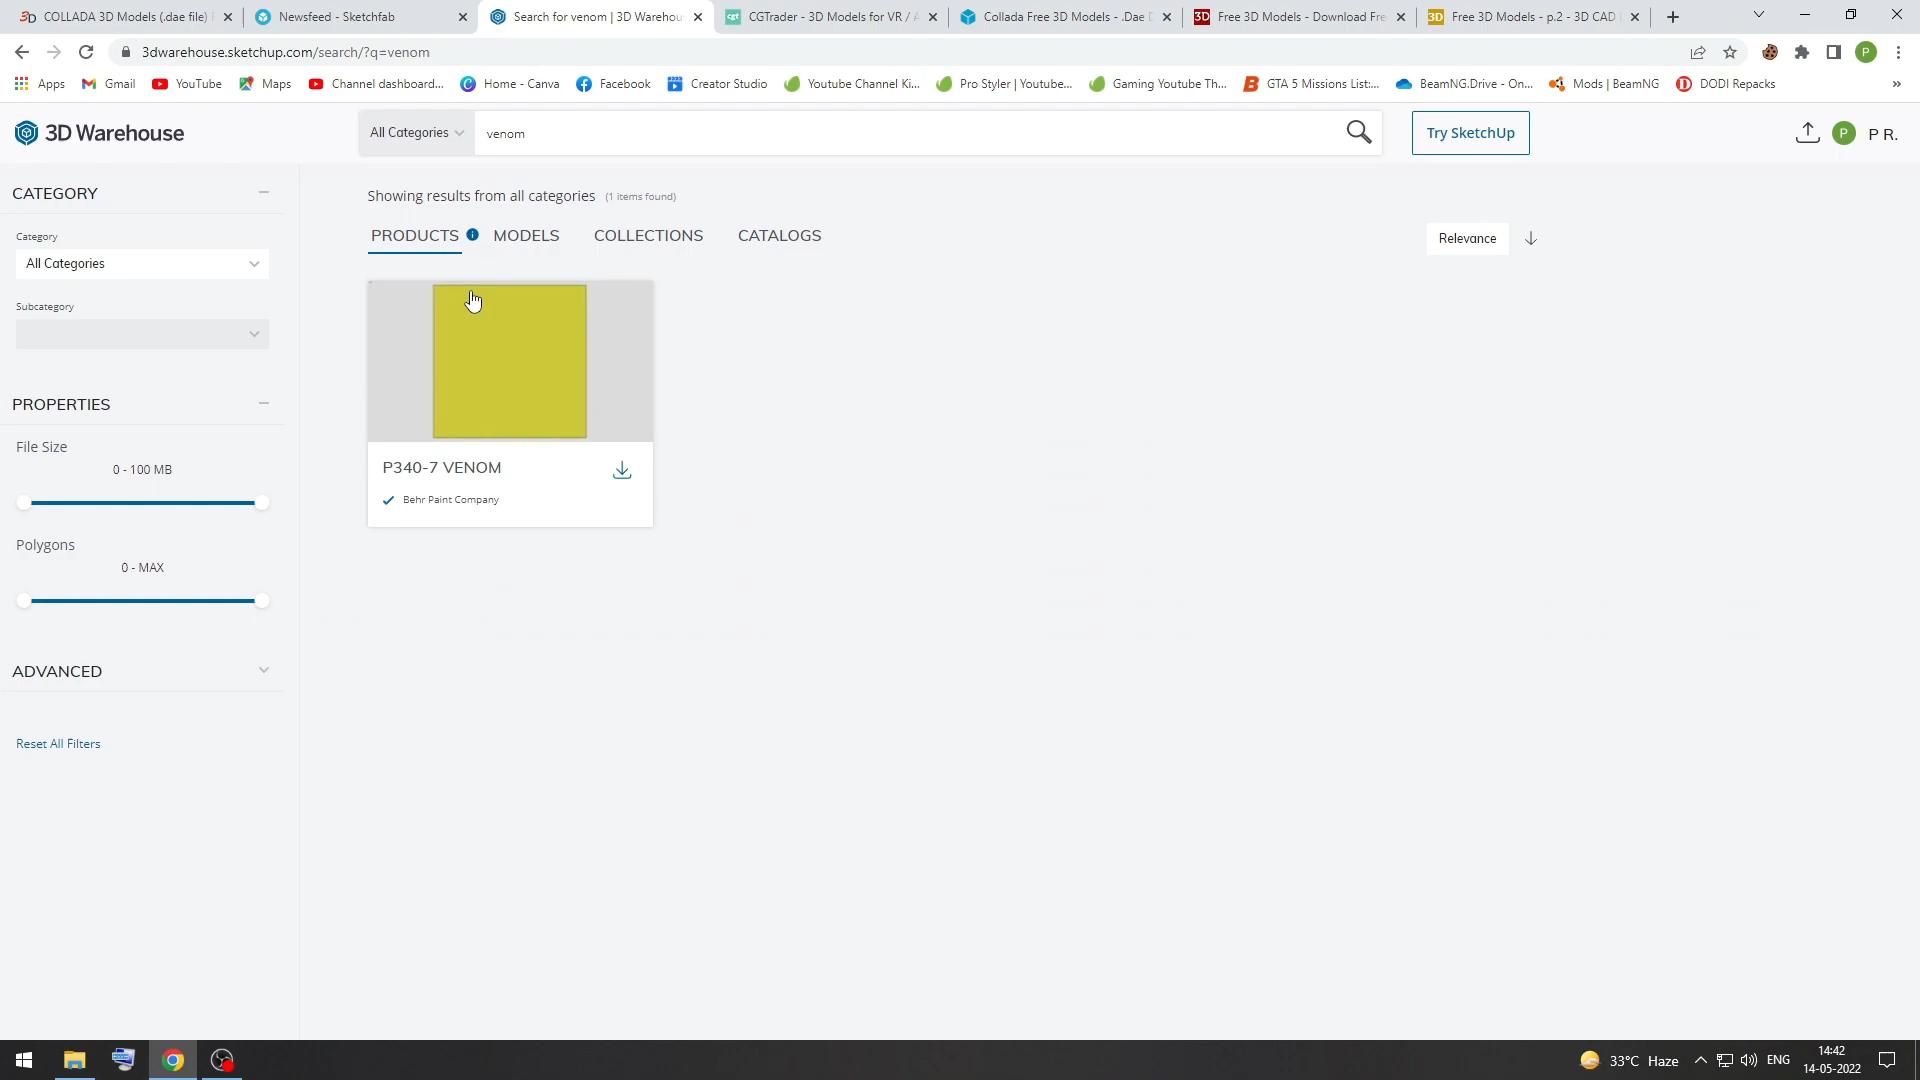 COLLADA 3D Models (.dae file) F
Newsfeed - Sketchfab
Search for venom | 3D Warehou
CGTrader - 3D Models for VR / A
Collada Free 3D Models - .Dae D
Free 3D Models - Download Fre
Free 3D Models - p.2 - 3D CAD
3dwarehouse.sketchup.com/search/?q=venom
P
Apps
Gmail
YouTube
Maps
Channel dashboard...
Home - Canva
Facebook
Creator Studio
Youtube Channel Ki...
Pro Styler | Youtube...
Gaming Youtube Th...
GTA 5 Missions List:...
BeamNG.Drive - On...
Mods | BeamNG
DODI Repacks
»
3D Warehouse
All Categories
venom
Try SketchUp
P
P R.
CATEGORY
Category
All Categories
Subcategory
PROPERTIES
File Size
0 - 100 MB
Polygons
0 - MAX
ADVANCED
Reset All Filters
Showing results from all categories (1 items found)
PRODUCTS
MODELS
COLLECTIONS
CATALOGS
Relevance
P340-7 VENOM
Behr Paint Company
33°C Haze
ENG
14:42
14-05-2022